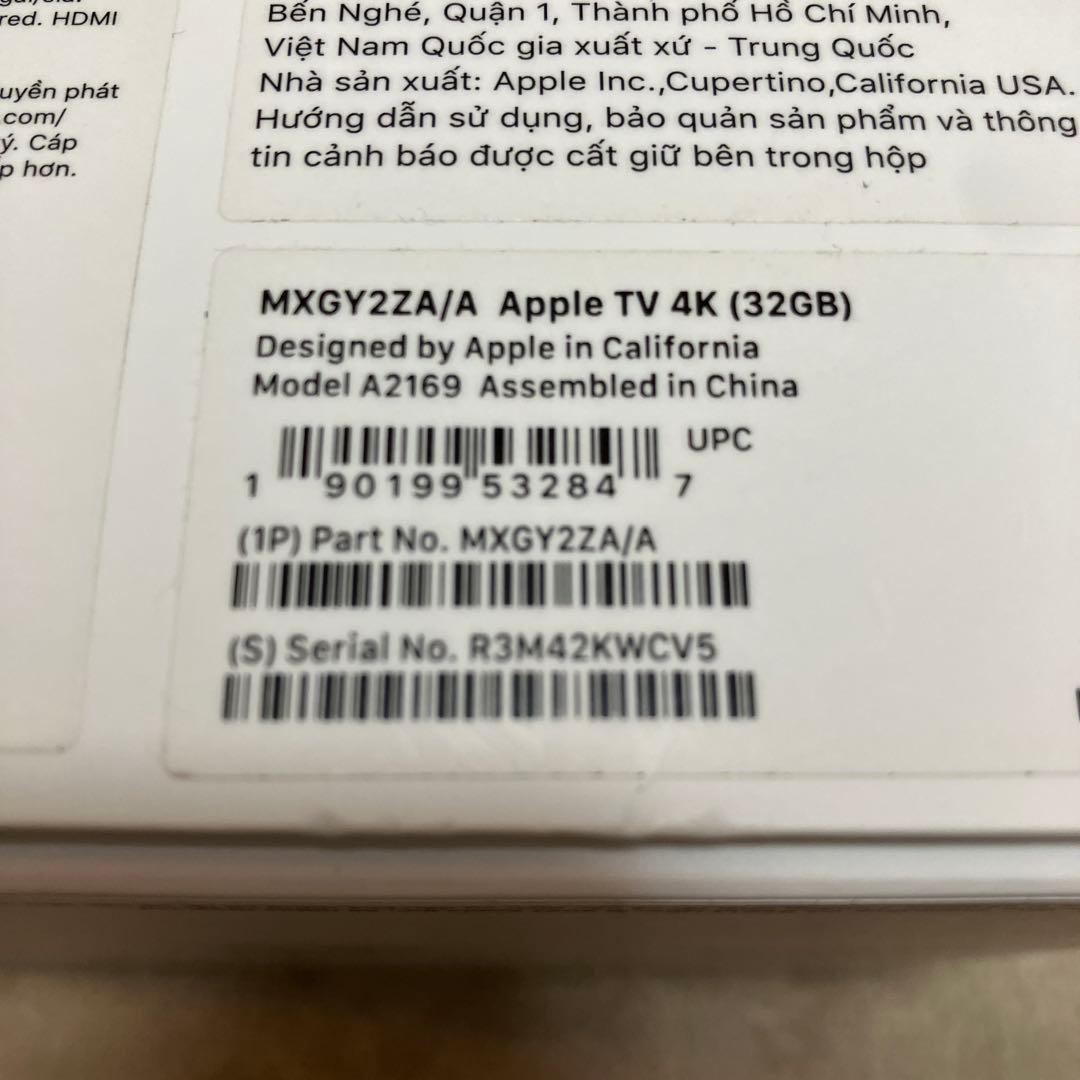 red. HDMI
uyền phát
.com/
ý. Cáp
p hơn.
Bến Nghé, Quận 1, Thành phố Hồ Chí Minh,
Việt Nam Quốc gia xuất xứ - Trung Quốc
Nhà sản xuất: Apple Inc.,Cupertino,California USA.
Hướng dẫn sử dụng, bảo quản sản phẩm và thông
tin cảnh báo được cất giữ bên trong hộp
MXGY2ZA/A Apple TV 4K (32GB)
Designed by Apple in California
Model A2169 Assembled in China
UPC
1 90199 53284 7
(1P) Part No. MXGY2ZA/A
(S) Serial No. R3M42KWCV5